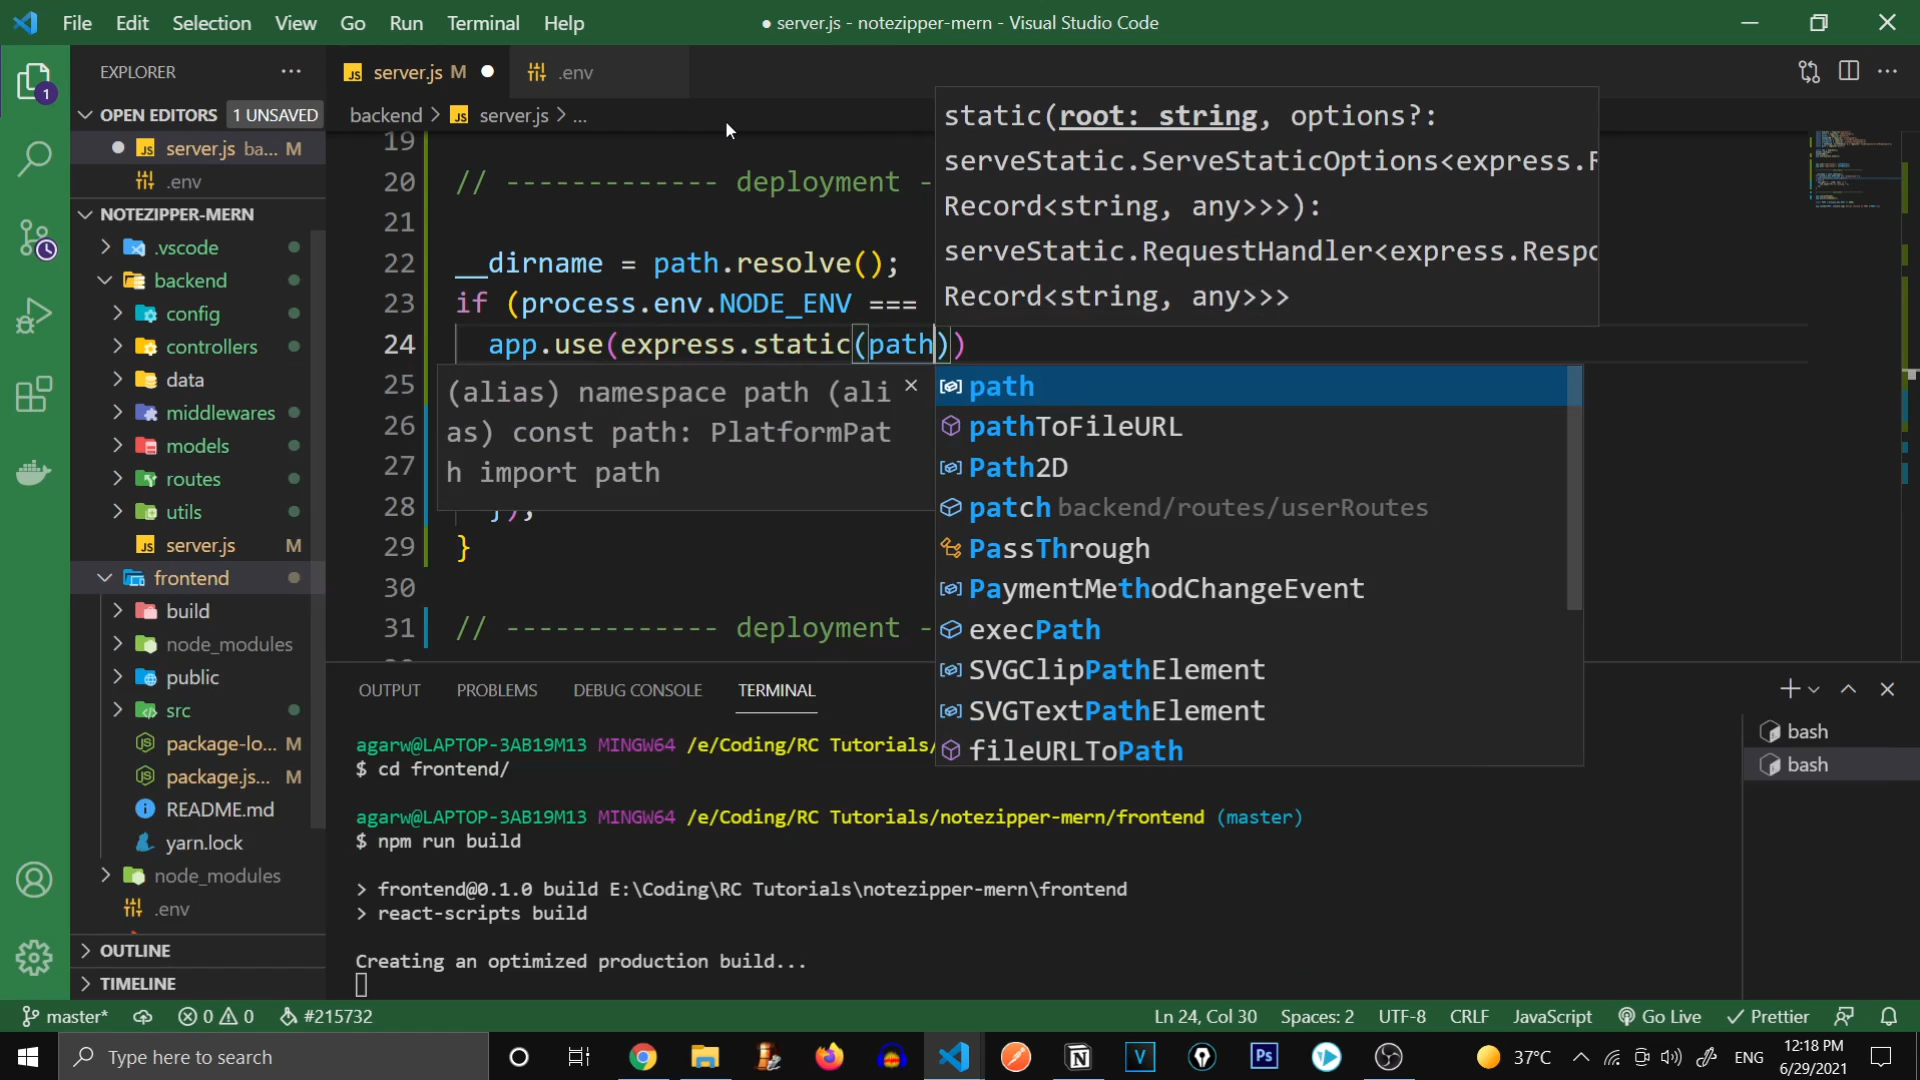 File Edit Selection View Go Run Terminal Help
● server.js - notezipper-mern - Visual Studio Code
EXPLORER
1
OPEN EDITORS 1 UNSAVED
server.js ba... M
.env
NOTEZIPPER-MERN
.vscode
backend
config
controllers
data
middlewares
models
routes
utils
server.js M
frontend
build
node_modules
public
src
package-lo... M
package.js... M
README.md
yarn.lock
node_modules
.env
OUTLINE
TIMELINE
server.js M
.env
backend > server.js > ...
19
20 // ------------- deployment -
21
22 __dirname = path.resolve();
23 if (process.env.NODE_ENV ===
24 app.use(express.static(path))
25
26
27
28 });
29 }
30
31 // ------------- deployment -
static(root: string, options?:
serveStatic.ServeStaticOptions<express.R
Record<string, any>>>):
serveStatic.RequestHandler<express.Respo
Record<string, any>>>
(alias) namespace path (ali
as) const path: PlatformPat
h import path
path
pathToFileURL
Path2D
patch backend/routes/userRoutes
PassThrough
PaymentMethodChangeEvent
execPath
SVGClipPathElement
SVGTextPathElement
fileURLToPath
OUTPUT PROBLEMS DEBUG CONSOLE TERMINAL
agarw@LAPTOP-3AB19M13 MINGW64 /e/Coding/RC Tutorials/
$ cd frontend/
agarw@LAPTOP-3AB19M13 MINGW64 /e/Coding/RC Tutorials/notezipper-mern/frontend (master)
$ npm run build
> frontend@0.1.0 build E:\Coding\RC Tutorials\notezipper-mern\frontend
> react-scripts build
Creating an optimized production build...
bash
bash
master* 0 0 #215732
Ln 24, Col 30 Spaces: 2 UTF-8 CRLF JavaScript Go Live Prettier
Type here to search
37°C
ENG
12:18 PM
6/29/2021